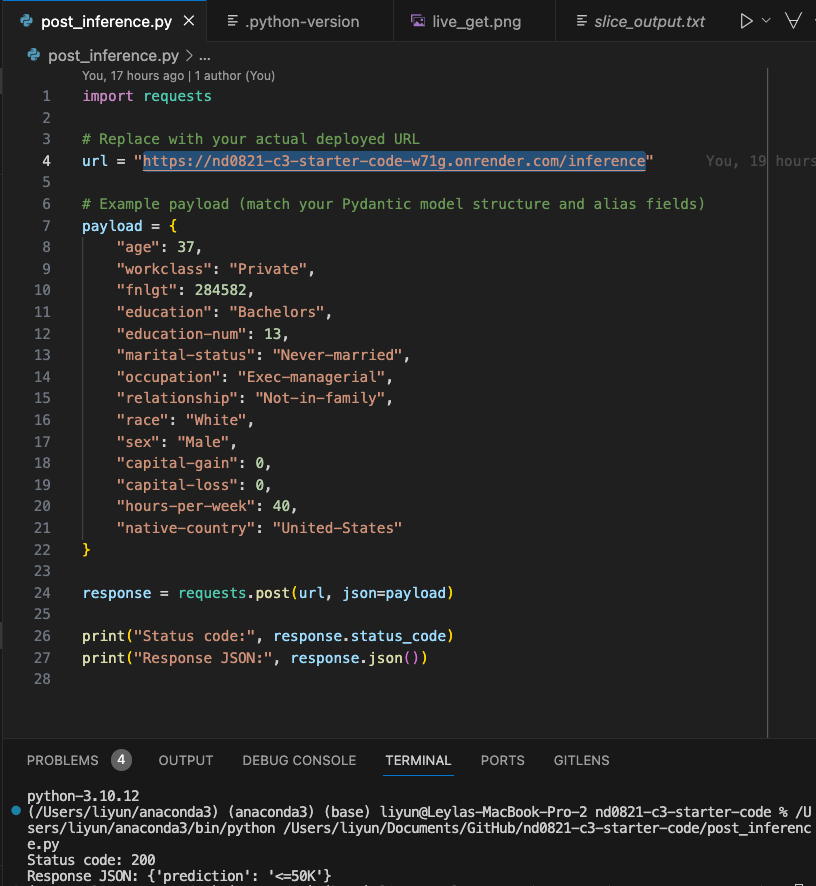 post_inference.py
.python-version
live_get.png
slice_output.txt
post_inference.py > ...
You, 17 hours ago | 1 author (You)
1 import requests
2
3 # Replace with your actual deployed URL
4 url = "https://nd0821-c3-starter-code-w71g.onrender.com/inference" You, 19 hours
5
6 # Example payload (match your Pydantic model structure and alias fields)
7 payload = {
8 "age": 37,
9 "workclass": "Private",
10 "fnlgt": 284582,
11 "education": "Bachelors",
12 "education-num": 13,
13 "marital-status": "Never-married",
14 "occupation": "Exec-managerial",
15 "relationship": "Not-in-family",
16 "race": "White",
17 "sex": "Male",
18 "capital-gain": 0,
19 "capital-loss": 0,
20 "hours-per-week": 40,
21 "native-country": "United-States"
22 }
23
24 response = requests.post(url, json=payload)
25
26 print("Status code:", response.status_code)
27 print("Response JSON:", response.json())
28
PROBLEMS 4 OUTPUT DEBUG CONSOLE TERMINAL PORTS GITLENS
python-3.10.12
(/Users/liyun/anaconda3) (anaconda3) (base) liyun@Leylas-MacBook-Pro-2 nd0821-c3-starter-code % /U
sers/liyun/anaconda3/bin/python /Users/liyun/Documents/GitHub/nd0821-c3-starter-code/post_inferenc
e.py
Status code: 200
Response JSON: {'prediction': '<=50K'}